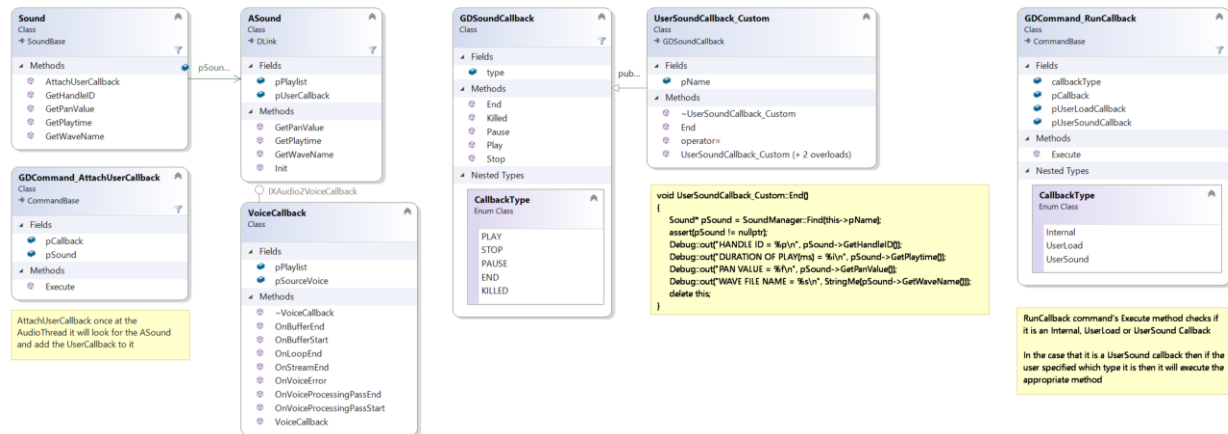 Sound
Class
SoundBase
Methods
AttachUserCallback
GetHandleID
GetPanValue
GetPlaytime
GetWaveName
pSoun...
GDCommand_AttachUserCallback
Class
CommandBase
Fields
pCallback
pSound
Methods
Execute
AttachCallback once at the
AudioThread it will look for the ASound
and add the UserCallback to it
ASound
Class
DLink
Fields
pPlaylist
pUserCallback
Methods
GetPanValue
GetPlaytime
GetWaveName
Init
IXAudio2VoiceCallback
VoiceCallback
Class
Fields
pPlaylist
pSourceVoice
Methods
~VoiceCallback
OnBufferEnd
OnBufferStart
OnLoopEnd
OnStreamEnd
OnVoiceError
OnVoiceProcessingPassEnd
OnVoiceProcessingPassStart
VoiceCallback
GDSoundCallback
Class
Fields
type
Methods
End
Killed
Pause
Play
Stop
Nested Types
CallbackType
Enum Class
PLAY
STOP
PAUSE
END
KILLED
pub...
UserSoundCallback_Custom
Class
GDSoundCallback
Fields
pName
Methods
~UserSoundCallback_Custom
End
operator=
UserSoundCallback_Custom (+ 2 overloads)
void UserSoundCallback_Custom::End()
{
Sound* pSound = SoundManager::Find(this->pName);
assert(pSound != nullptr);
Debug::out("HANDLE ID = %p\n", pSound->GetHandleID());
Debug::out("DURATION OF PLAY(ms) = %i\n", pSound->GetPlaytime());
Debug::out("PAN VALUE = %f\n", pSound->GetPanValue());
Debug::out("WAVE FILE NAME = %s\n", StringMe(pSound->GetWaveName()));
delete this;
}
GDCommand_RunCallback
Class
CommandBase
Fields
callbackType
pCallback
pUserLoadCallback
pUserSoundCallback
Methods
Execute
Nested Types
CallbackType
Enum Class
Internal
UserLoad
UserSound
RunCallback command's Execute method checks if
it is an Internal, UserLoad or UserSound Callback
In the case that it is a UserSound callback then if the
user specified which type it is then it will execute the
appropriate method